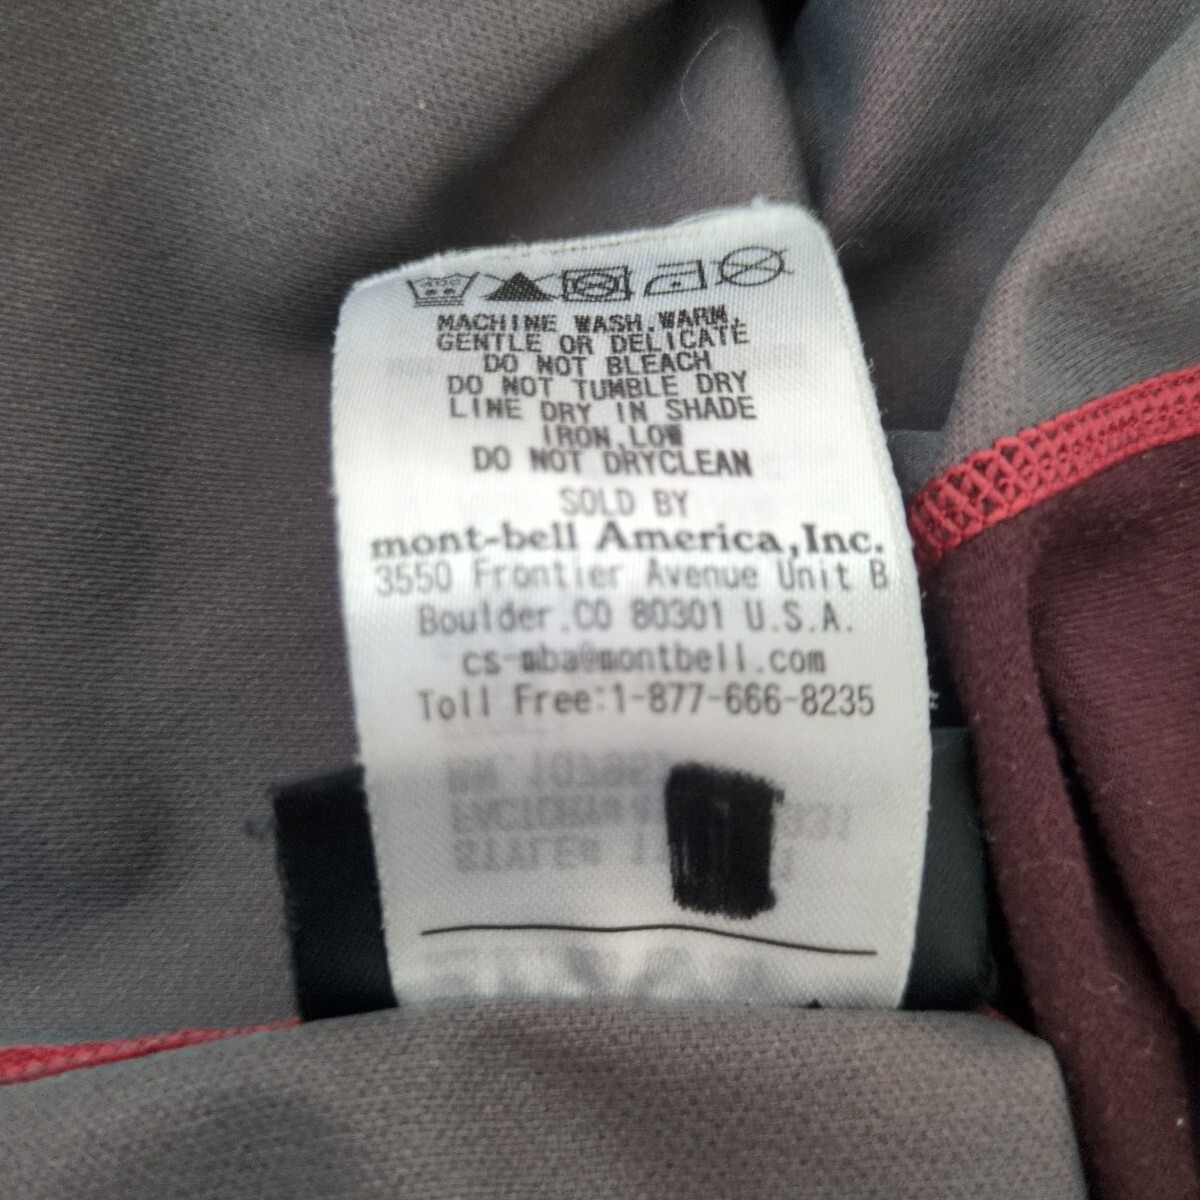 MACHINE WASH.WARM.
GENTLE OR DELICATE
DO NOT BLEACH
DO NOT TUMBLE DRY
LINE DRY IN SHADE
IRON LOW
DO NOT DRYCLEAN
SOLD BY
mont-bell America,Inc.
3550 Frontier Avenue Unit B
Boulder.CO 80301 U.S.A.
cs-mba@montbell.com
Toll Free:1-877-666-8235